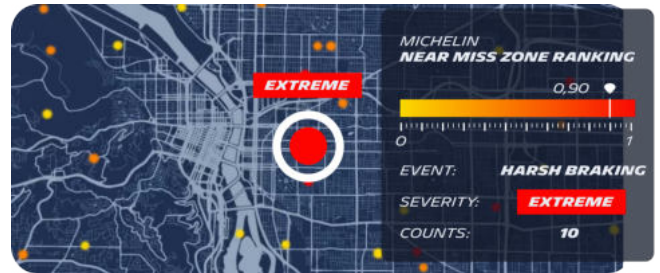 EXTREME
MICHELIN
NEAR MISS ZONE RANKING
0,90
0 1
EVENT: HARSH BRAKING
SEVERITY: EXTREME
COUNTS: 10